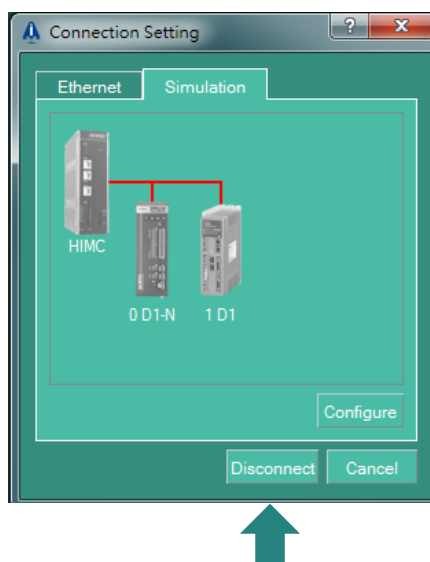 Connection Setting
Ethernet Simulation
HIMC
0 D1-N 1 D1
Configure
Disconnect Cancel